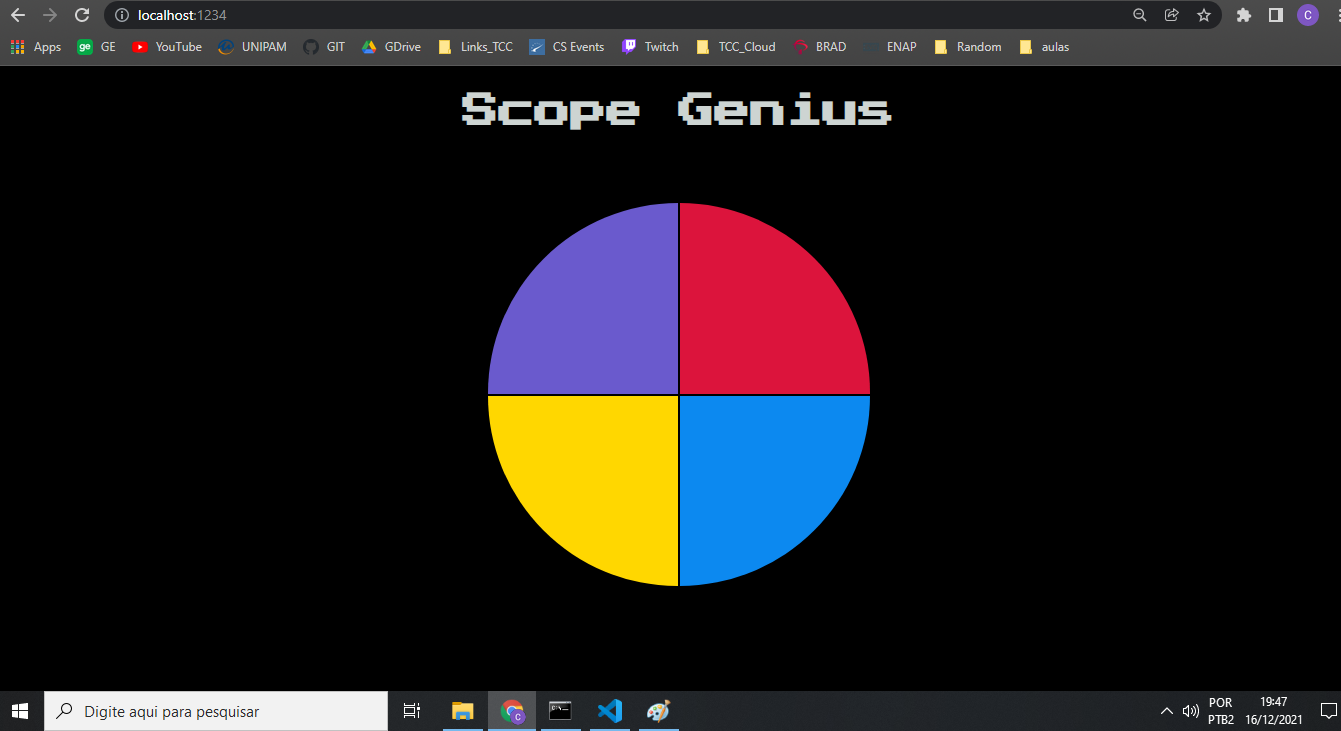 localhost:1234
C
Apps ge GE YouTube UNIPAM GIT GDrive Links_TCC CS Events Twitch TCC_Cloud BRAD ENAP Random aulas
Scope Genius
Digite aqui para pesquisar
C
POR
PTB2
19:47
16/12/2021